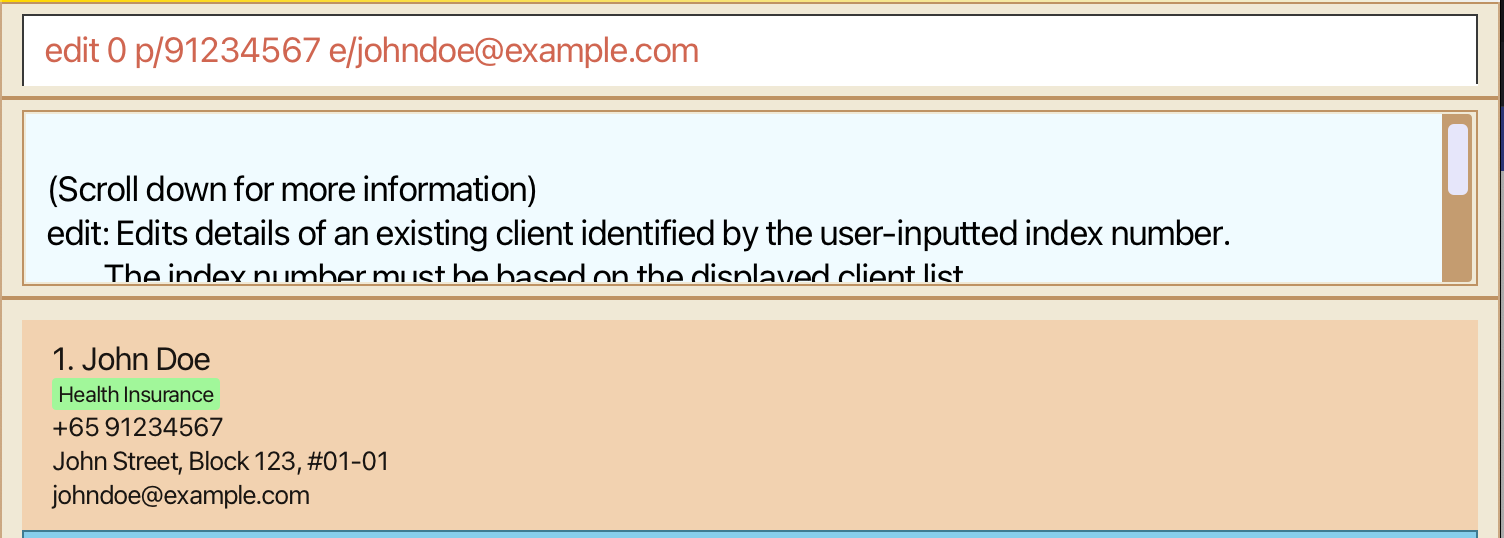 edit 0 p/91234567 e/johndoe@example.com
(Scroll down for more information)
edit: Edits details of an existing client identified by the user-inputted index number.
The index number must be based on the displayed client list
1. John Doe
Health Insurance
+65 91234567
John Street, Block 123, #01-01
johndoe@example.com